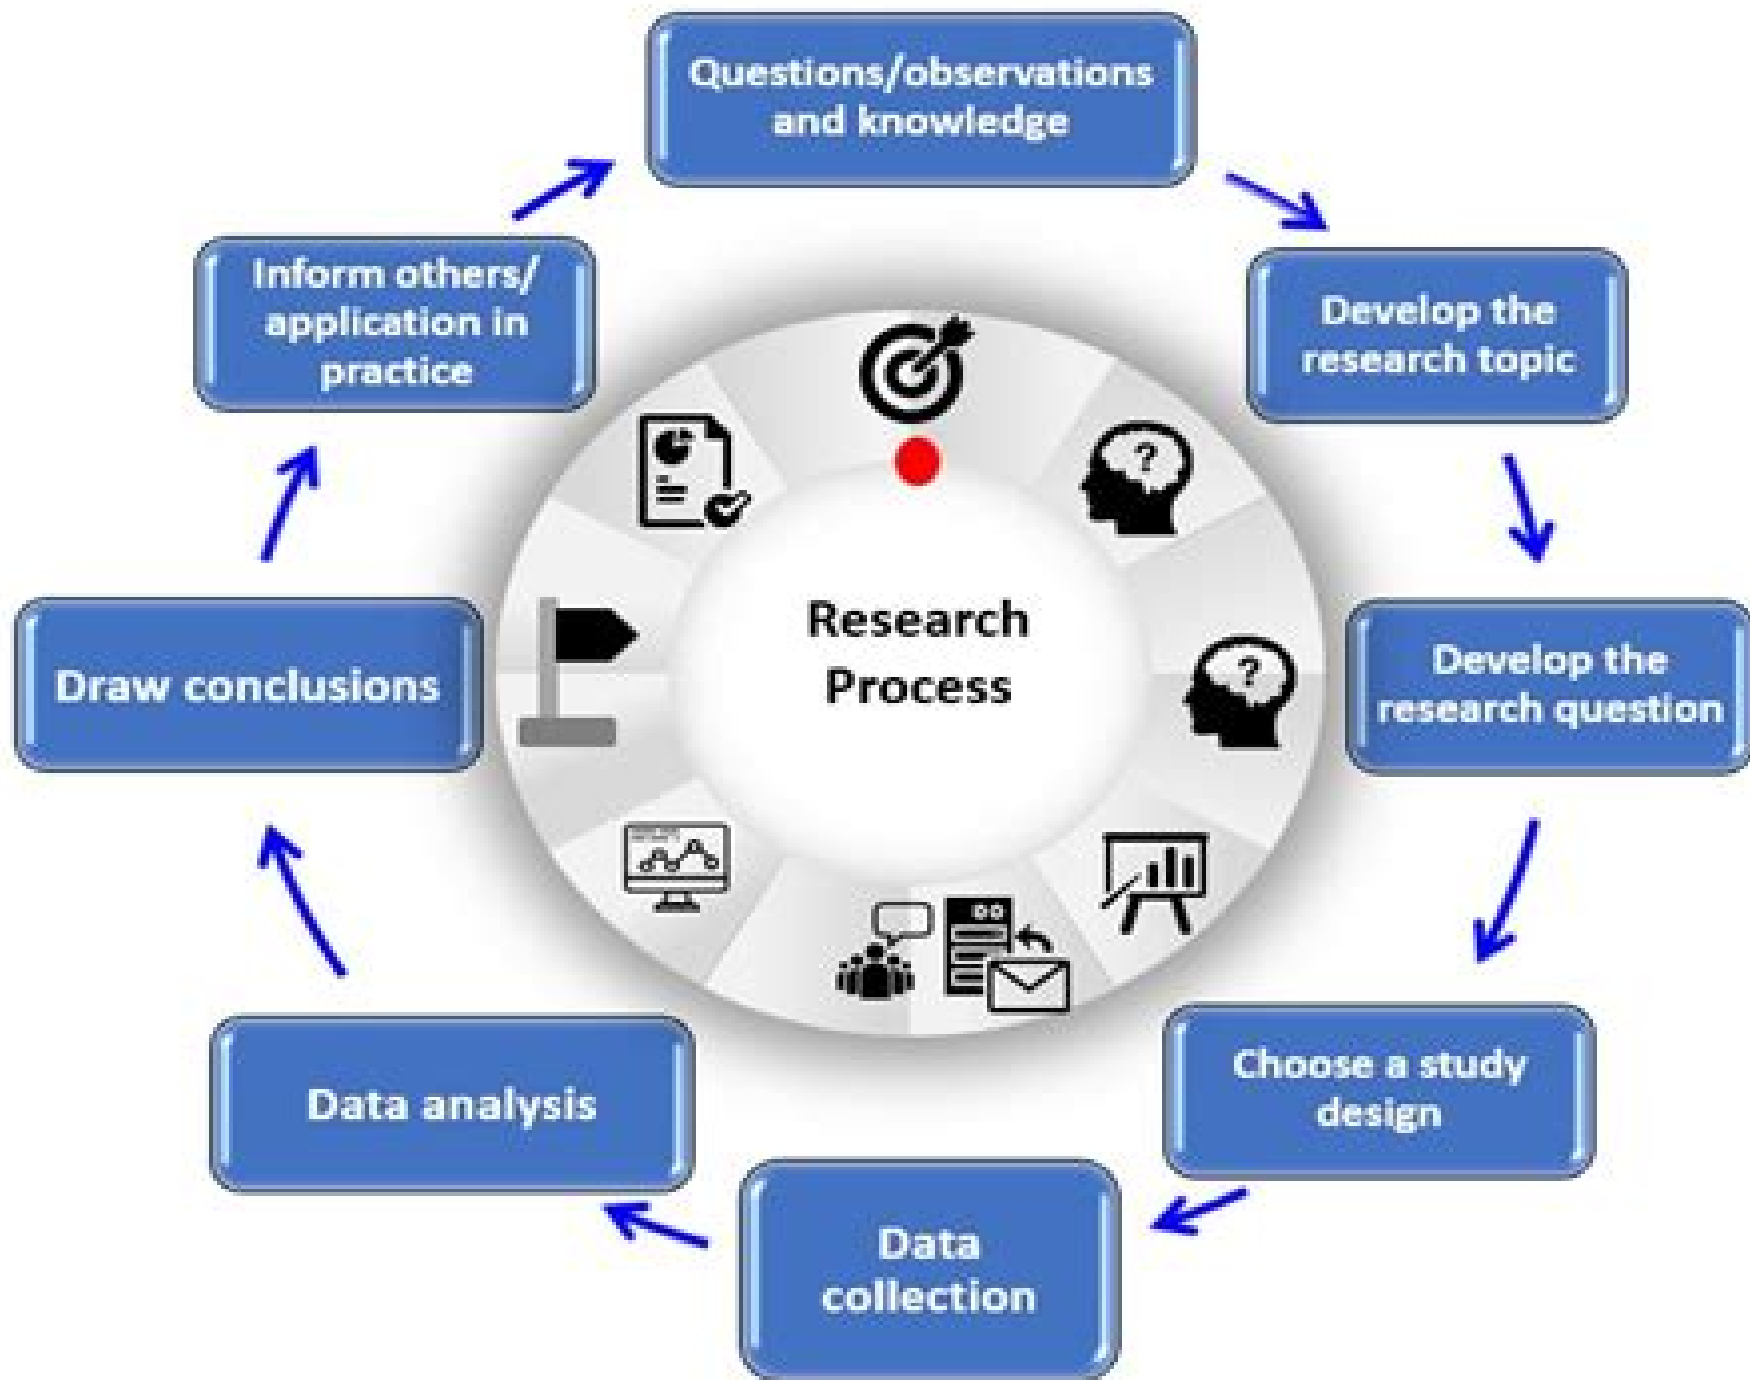 Questions/observations
and knowledge
Develop the
research topic
Develop the
research question
Choose a study
design
Data
collection
Data analysis
Draw conclusions
Inform others/
application in
practice
Research
Process
?
?